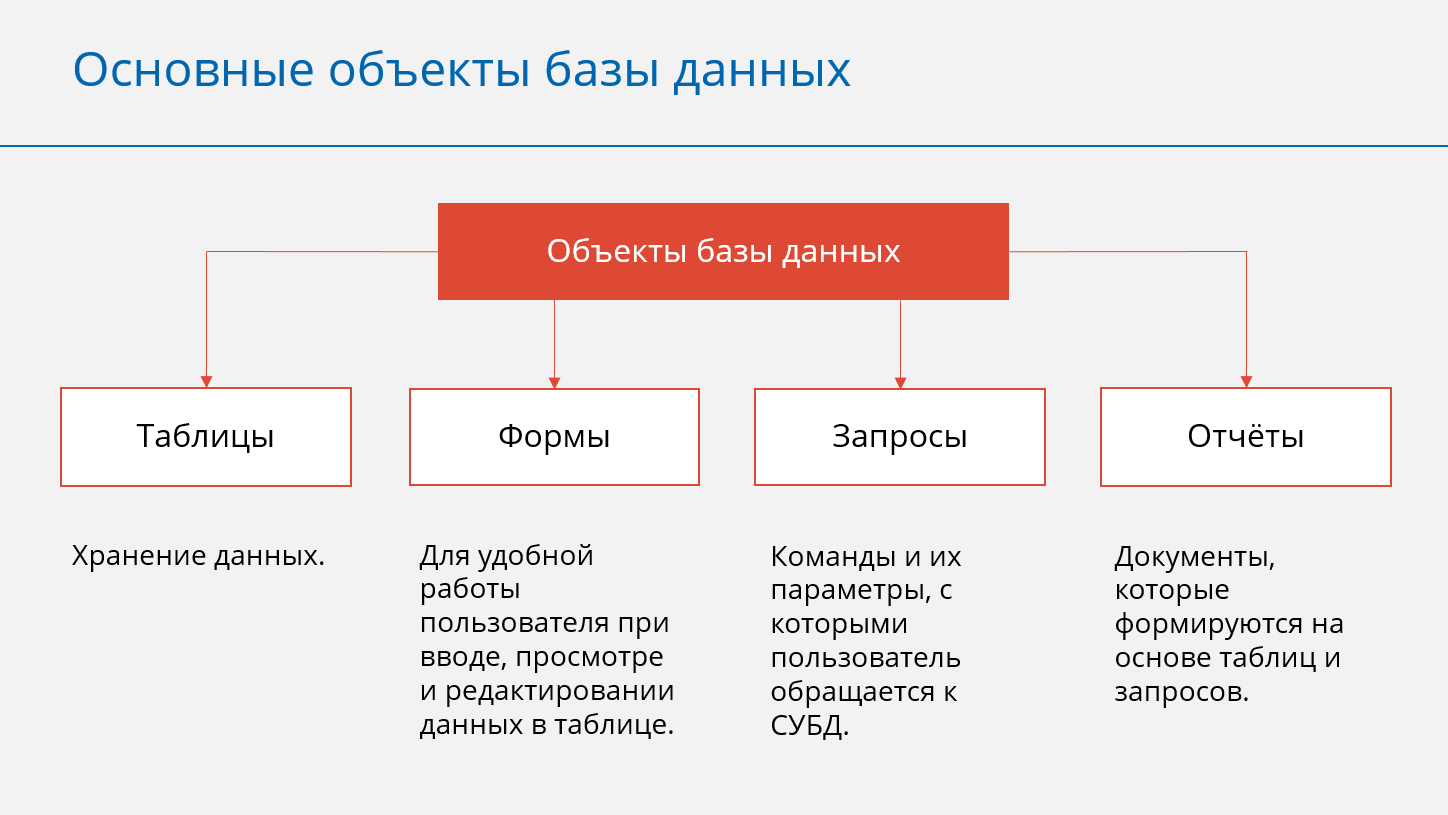 Основные объекты базы данных
Объекты базы данных
Таблицы
Формы
Запросы
Отчёты
Хранение данных.
Для удобной
работы
пользователя при
вводе, просмотре
и редактировании
данных в таблице.
Команды и их
параметры, с
которыми
пользователь
обращается к
СУБД.
Документы,
которые
формируются на
основе таблиц и
запросов.